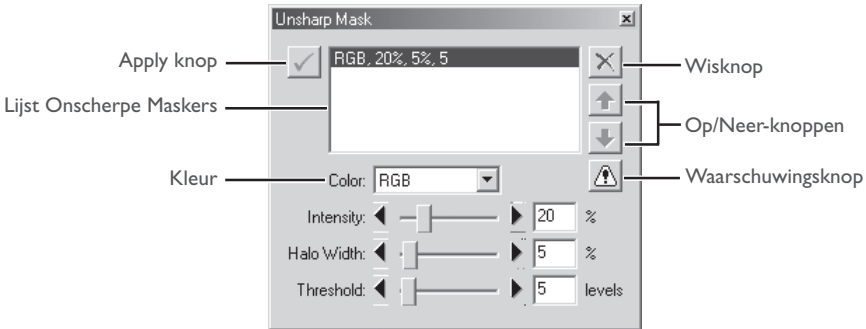 Unsharp Mask
Apply knop
RGB, 20%, 5%, 5
Wisknop
Lijst Onscherpe Maskers
Op/Neer-knoppen
Kleur
Color: RGB
Waarschuwingsknop
Intensity: 20 %
Halo Width: 5 %
Threshold: 5 levels